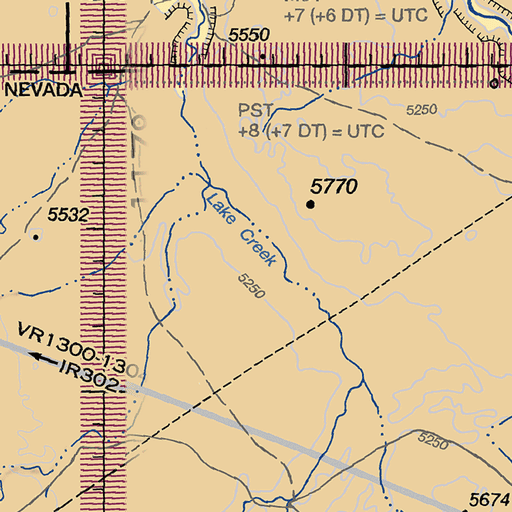 +7 (+6 DT) = UTC
5550
NEVADA
PST
+8 (+7 DT) = UTC
5250
5770
5532
Lake Creek
5250
VR1300-1302
IR302
5250
5674